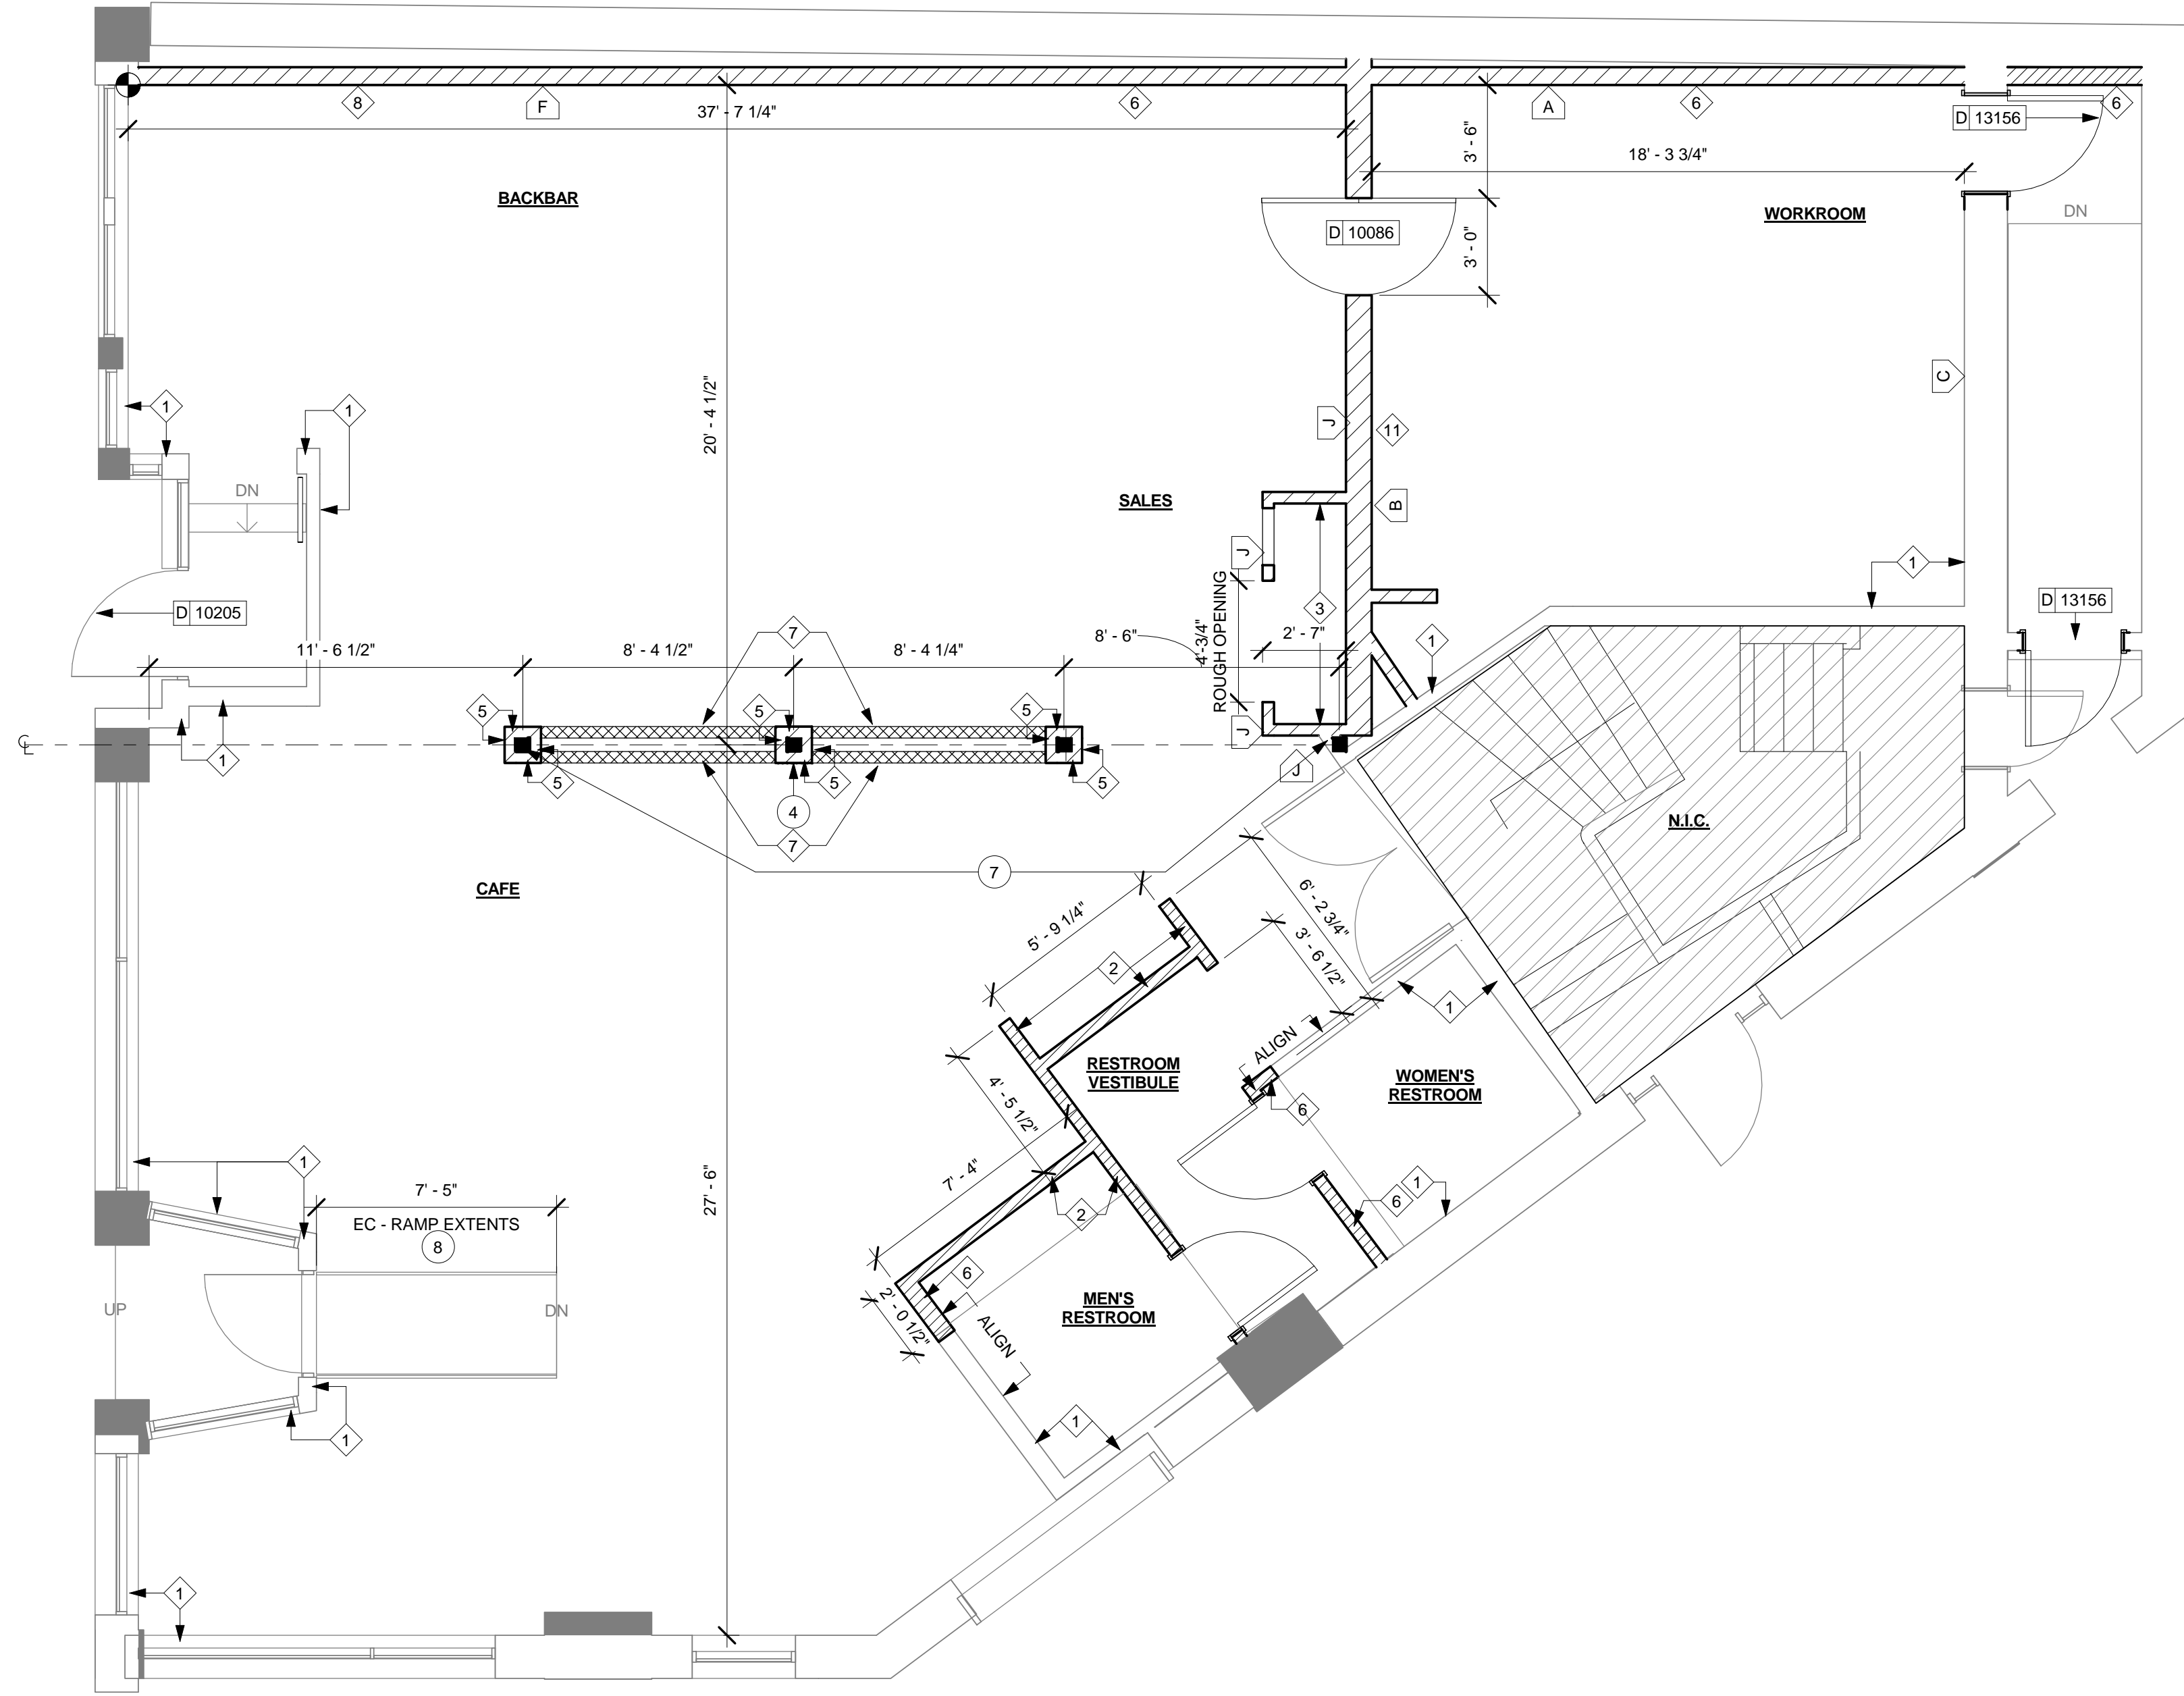 8
F
37' - 7 1/4"
6
A
6
D 13156
6
3' - 6"
18' - 3 3/4"
BACKBAR
WORKROOM
DN
D 10086
3' - 0"
C
1
1
20' - 4 1/2"
J
11
DN
SALES
B
J
1
D 10205
ROUGH OPENING
4'-3/4"
3
D 13156
11' - 6 1/2"
8' - 4 1/2"
7
8' - 4 1/4"
8' - 6"
2' - 7"
1
5
5
5
J
CL
1
5
5
5
J
4
7
N.I.C.
7
CAFE
6' - 2 3/4"
5' - 9 1/4"
3' - 6 1/2"
2
1
ALIGN
RESTROOM
VESTIBULE
WOMEN'S
RESTROOM
4' - 5 1/2"
6
1
7' - 4"
27' - 6"
7' - 5"
EC - RAMP EXTENTS
8
2
6
1
6
2' - 0 1/2"
ALIGN
MEN'S
RESTROOM
UP
DN
1
1
1